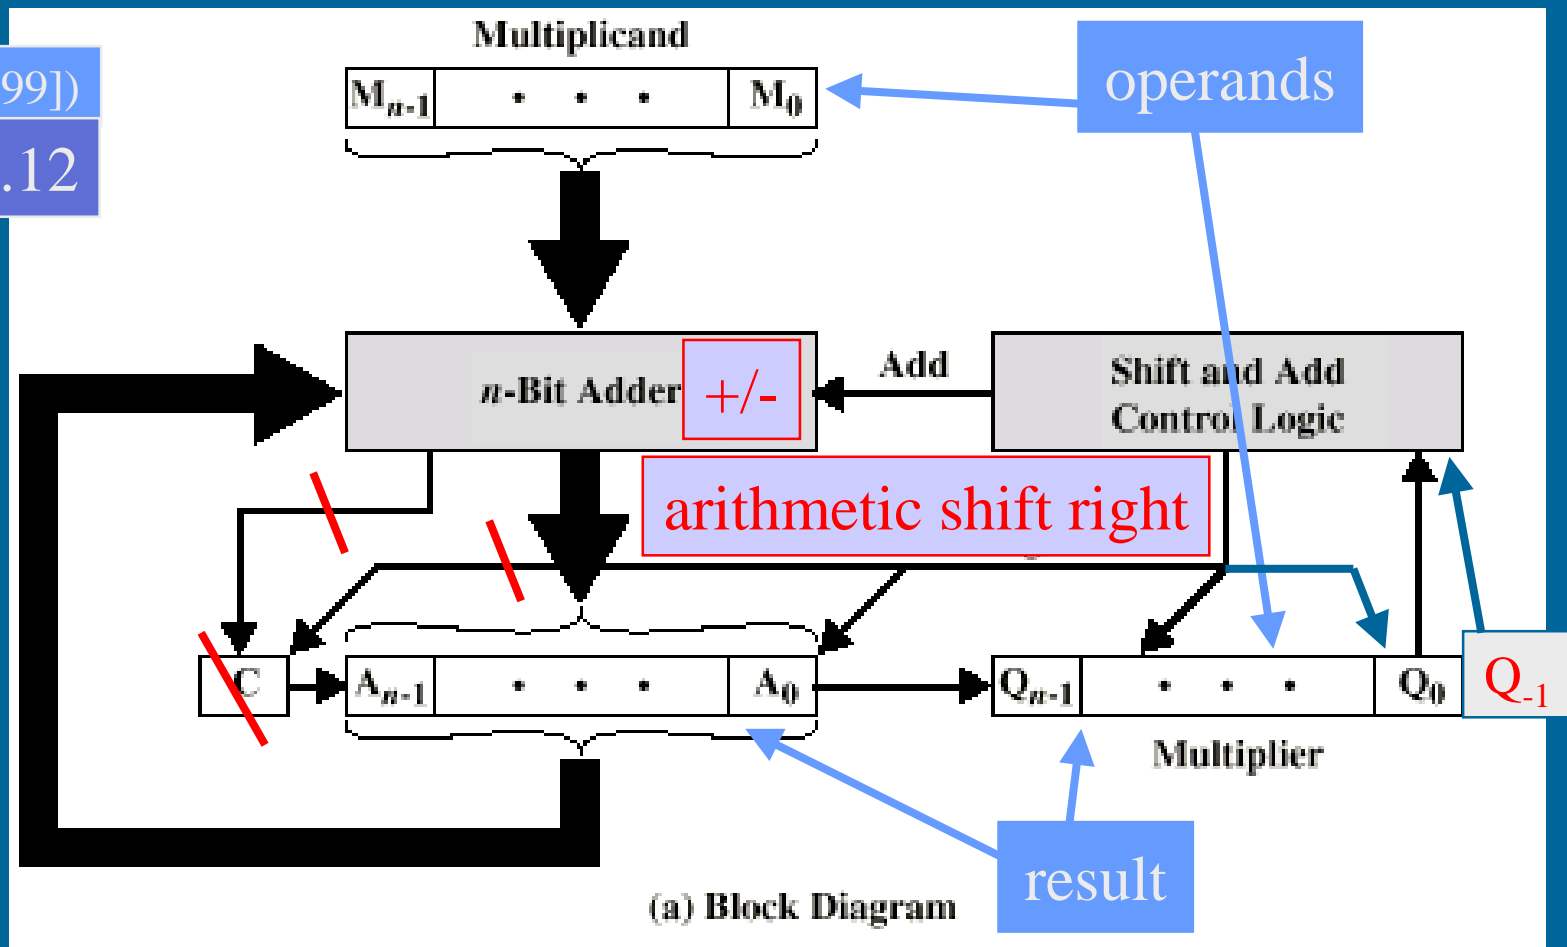 Multiplicand
99])
operands
Mn-1 • • • M0
.12
n-Bit Adder
+/-
Add
Shift and Add
Control Logic
arithmetic shift right
C
An-1 • • • A0
Qn-1 • • • Q0
Q-1
Multiplier
result
(a) Block Diagram